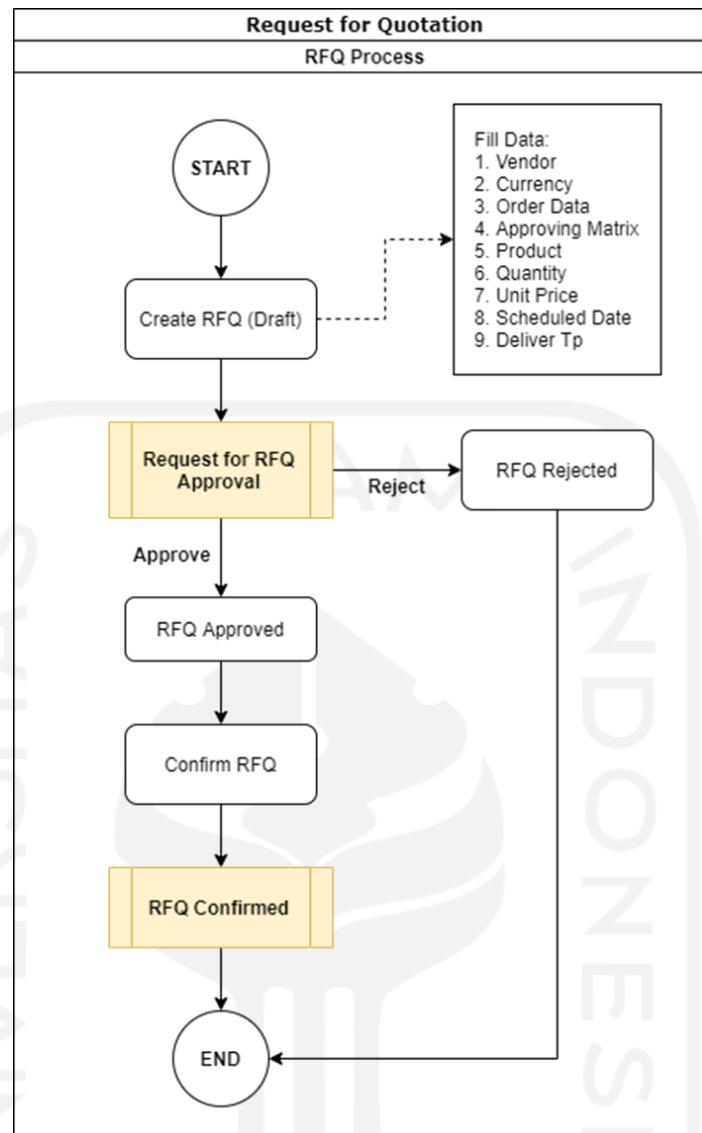 Request for Quotation
RFQ Process
START
Fill Data:
1. Vendor
2. Currency
3. Order Data
4. Approving Matrix
5. Product
6. Quantity
7. Unit Price
8. Scheduled Date
9. Deliver Tp
Create RFQ (Draft)
Request for RFQ
Approval
Reject
RFQ Rejected
Approve
RFQ Approved
Confirm RFQ
RFQ Confirmed
END
INDONES